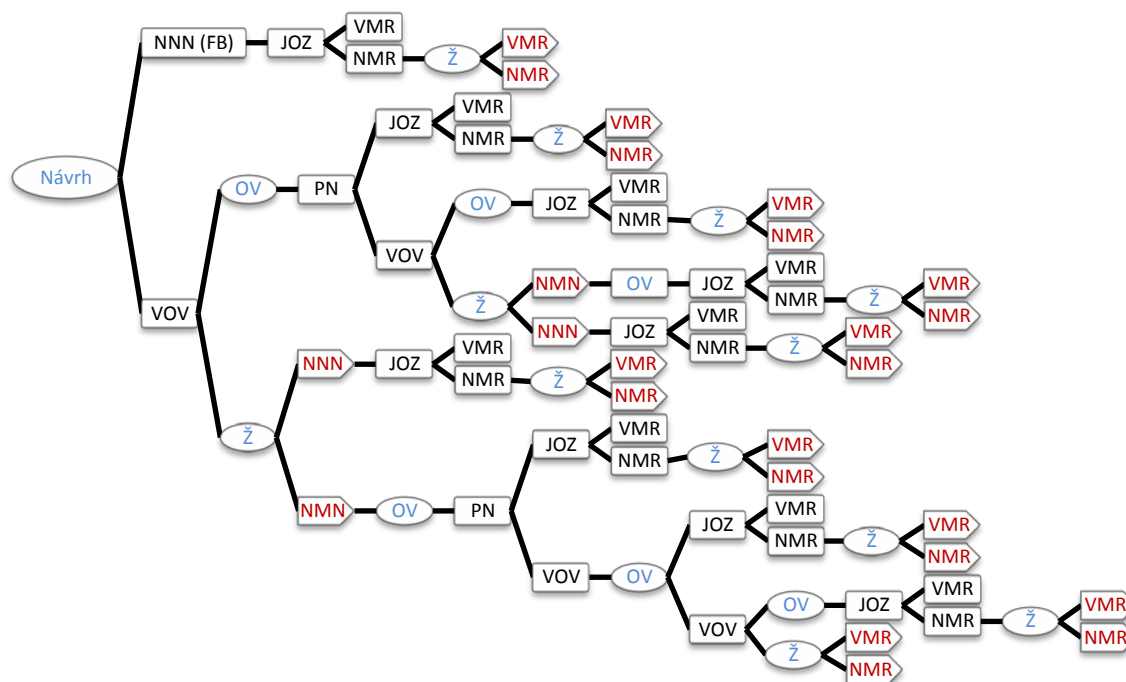 NNN (FB) JOZ VMR
NMR Ž VMR
NMR
JOZ VMR
NMR Ž VMR
NMR
Návrh
OV PN
OV JOZ VMR
NMR Ž VMR
NMR
VOV
NMN OV JOZ VMR
NMR Ž VMR
NMR
Ž
VOV
NNN JOZ VMR
NMR Ž VMR
NMR
NNN JOZ VMR
NMR Ž VMR
NMR
Ž
JOZ VMR
NMR Ž VMR
NMR
NMN OV PN
JOZ VMR
NMR Ž VMR
NMR
VOV OV
OV JOZ VMR
NMR Ž VMR
NMR
VOV
Ž VMR
NMR